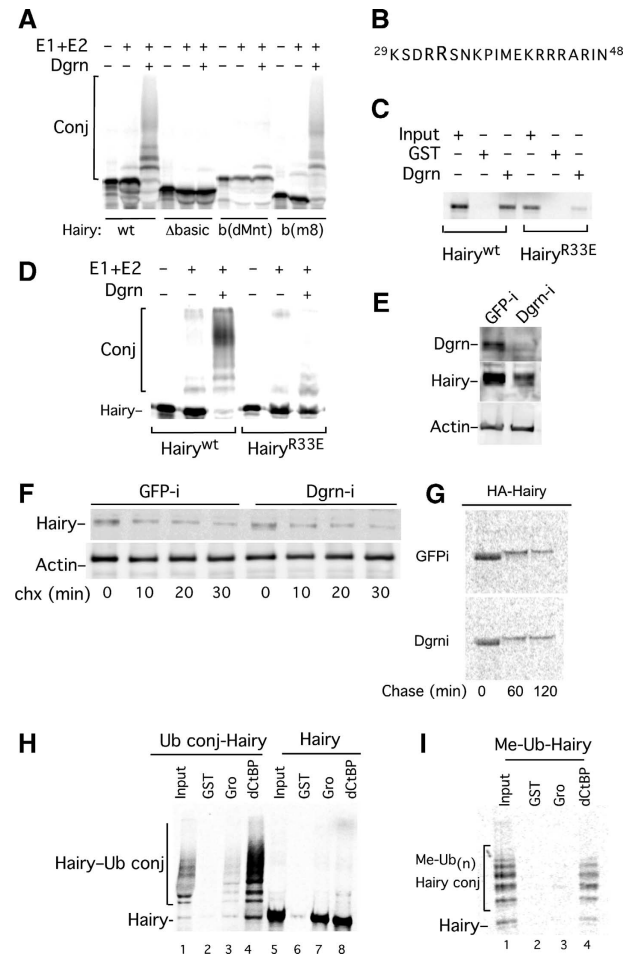 A
E1+E2 – + + – + + – + + – + +
Dgrn – – + – – + – – + – – +
Conj
Hairy: wt Δbasic b(dMnt) b(m8)
B
29KSDRRSNKPIMEKRRRARIN48
C
Input + – – + – –
GST – + – – + –
Dgrn – – + – – +
Hairywt HairyR33E
D
E1+E2 – + + – + +
Dgrn – – + – – +
Conj
Hairy–
Hairywt HairyR33E
E
GFP-i Dgrn-i
Dgrn–
Hairy–
Actin–
F
GFP-i Dgrn-i
Hairy–
Actin–
chx (min) 0 10 20 30 0 10 20 30
G
HA-Hairy
GFPi
Dgrni
Chase (min) 0 60 120
H
Ub conj-Hairy Hairy
Input GST Gro dCtBP Input GST Gro dCtBP
Hairy–Ub conj
Hairy-
1 2 3 4 5 6 7 8
I
Me-Ub-Hairy
Input GST Gro dCtBP
Me-Ub(n)
Hairy conj
Hairy–
1 2 3 4